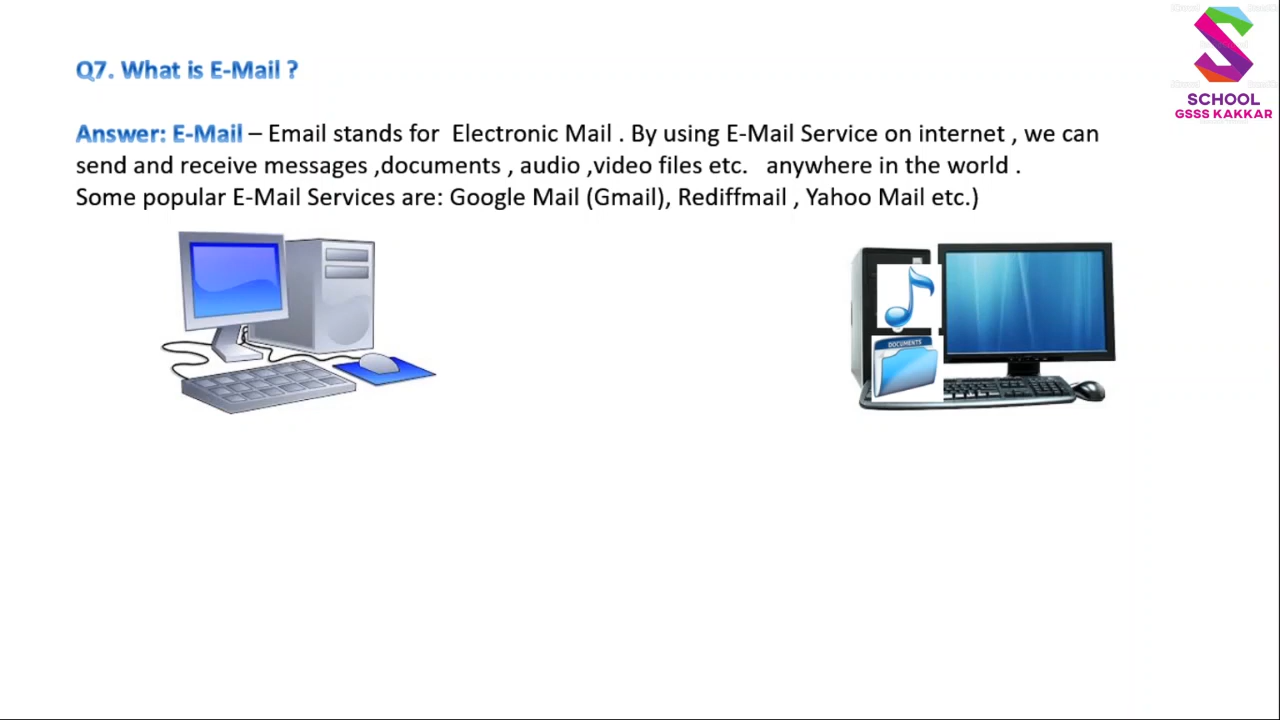 Q7. What is E-Mail ?
Answer: E-Mail – Email stands for  Electronic Mail . By using E-Mail Service on internet , we can
send and receive messages ,documents , audio ,video files etc.   anywhere in the world .
Some popular E-Mail Services are: Google Mail (Gmail), Rediffmail , Yahoo Mail etc.)
SCHOOL
GSSS KAKKAR
DOCUMENTS